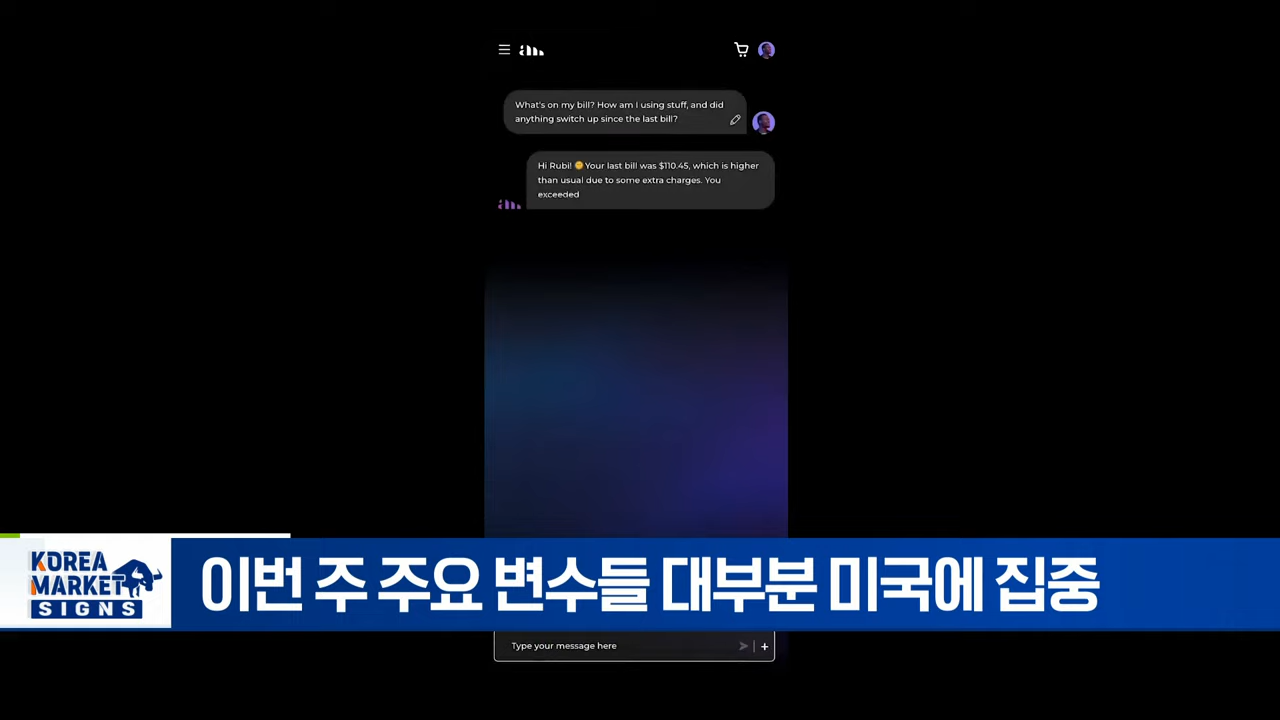 am.
What's on my bill? How am I using stuff, and did
anything switch up since the last bill?
Hi Rubi! 😊Your last bill was $110.45, which is higher
than usual due to some extra charges. You
exceeded
am.
KOREA
MARKET
SIGNS
이번 주 주요 변수들 대부분 미국에 집중
Type your message here